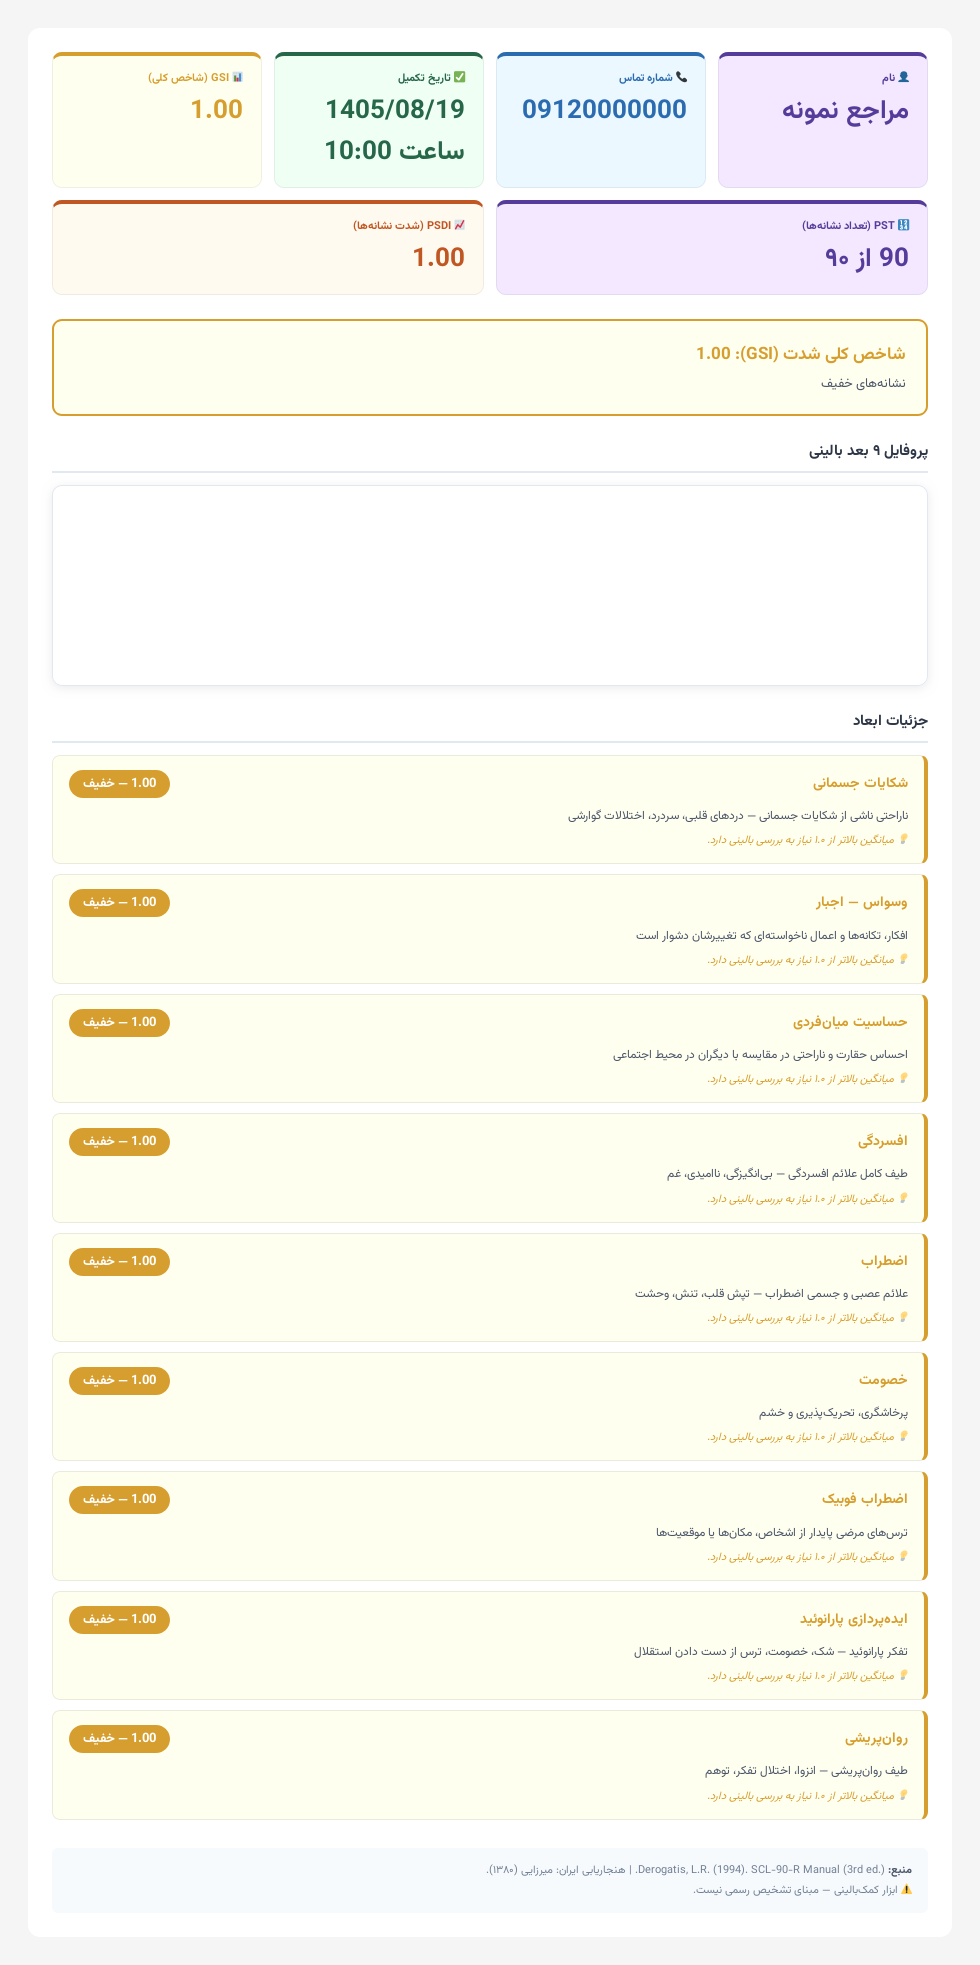 👤 نام
مراجع نمونه
📞 شماره تماس
09120000000
✅ تاریخ تکمیل
1405/08/19
ساعت 10:00
📊 GSI (شاخص کلی)
1.00
🔢 PST (تعداد نشانه‌ها)
90 از ۹۰
📈 PSDI (شدت نشانه‌ها)
1.00
شاخص کلی شدت (GSI): 1.00
نشانه‌های خفیف
پروفایل ۹ بعد بالینی
جزئیات ابعاد
شکایات جسمانی
1.00 — خفیف
ناراحتی ناشی از شکایات جسمانی — دردهای قلبی، سردرد، اختلالات گوارشی
💡 میانگین بالاتر از ۱.۰ نیاز به بررسی بالینی دارد.
وسواس — اجبار
1.00 — خفیف
افکار، تکانه‌ها و اعمال ناخواسته‌ای که تغییرشان دشوار است
💡 میانگین بالاتر از ۱.۰ نیاز به بررسی بالینی دارد.
حساسیت میان‌فردی
1.00 — خفیف
احساس حقارت و ناراحتی در مقایسه با دیگران در محیط اجتماعی
💡 میانگین بالاتر از ۱.۰ نیاز به بررسی بالینی دارد.
افسردگی
1.00 — خفیف
طیف کامل علائم افسردگی — بی‌انگیزگی، ناامیدی، غم
💡 میانگین بالاتر از ۱.۰ نیاز به بررسی بالینی دارد.
اضطراب
1.00 — خفیف
علائم عصبی و جسمی اضطراب — تپش قلب، تنش، وحشت
💡 میانگین بالاتر از ۱.۰ نیاز به بررسی بالینی دارد.
خصومت
1.00 — خفیف
پرخاشگری، تحریک‌پذیری و خشم
💡 میانگین بالاتر از ۱.۰ نیاز به بررسی بالینی دارد.
اضطراب فوبیک
1.00 — خفیف
ترس‌های مرضی پایدار از اشخاص، مکان‌ها یا موقعیت‌ها
💡 میانگین بالاتر از ۱.۰ نیاز به بررسی بالینی دارد.
ایده‌پردازی پارانوئید
1.00 — خفیف
تفکر پارانوئید — شک، خصومت، ترس از دست دادن استقلال
💡 میانگین بالاتر از ۱.۰ نیاز به بررسی بالینی دارد.
روان‌پریشی
1.00 — خفیف
طیف روان‌پریشی — انزوا، اختلال تفکر، توهم
💡 میانگین بالاتر از ۱.۰ نیاز به بررسی بالینی دارد.
منبع: Derogatis, L.R. (1994). SCL-90-R Manual (3rd ed.). | هنجاریابی ایران: میرزایی (۱۳۸۰).
⚠️ ابزار کمک‌بالینی — مبنای تشخیص رسمی نیست.